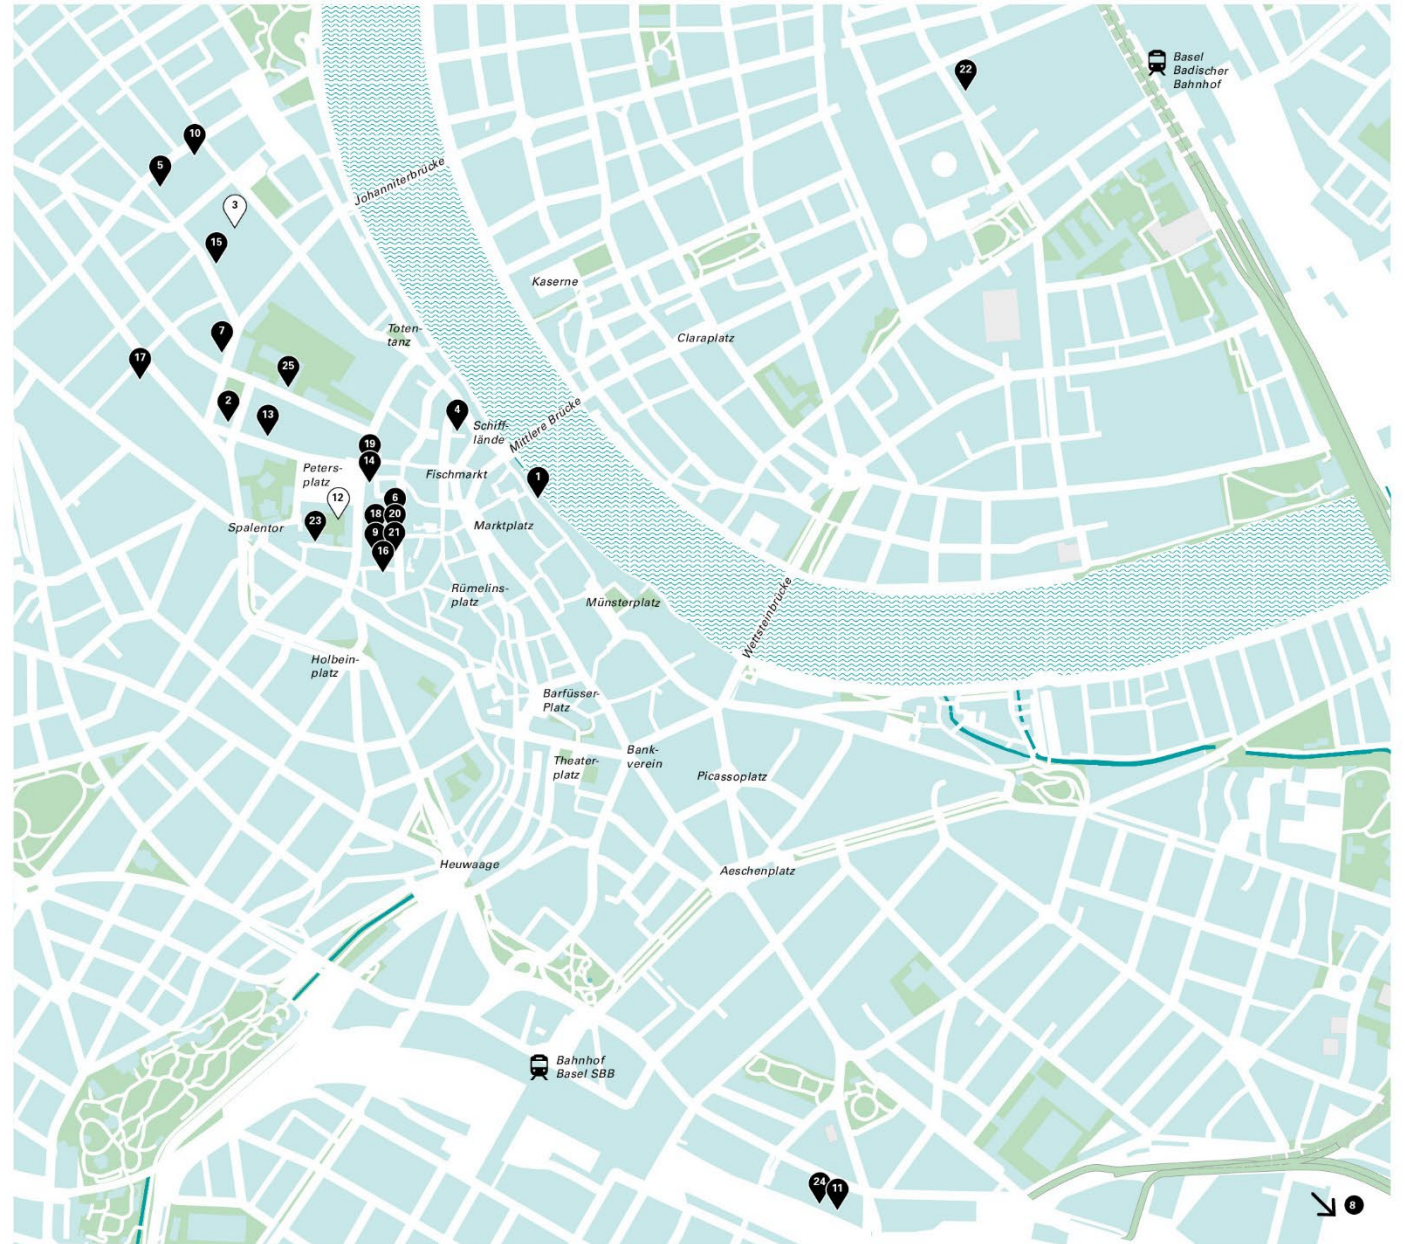 Basel
Badischer
Bahnhof
22
10
5
Johanniterbrücke
3
15
Kaserne
Toten-
tanz
7
Claraplatz
17
25
2
13
4
Mittlere Brücke
Schiff-
lände
19
14
Peters-
platz
Fischmarkt
1
12
6
18
20
23
Spalentor
Marktplatz
9
21
16
Rümelins-
platz
Münsterplatz
Wettsteinbrücke
Holbein-
platz
Barfüsser-
Platz
Bank-
verein
Theater-
platz
Picassoplatz
Heuwaage
Aeschenplatz
Bahnhof
Basel SBB
24
11
8